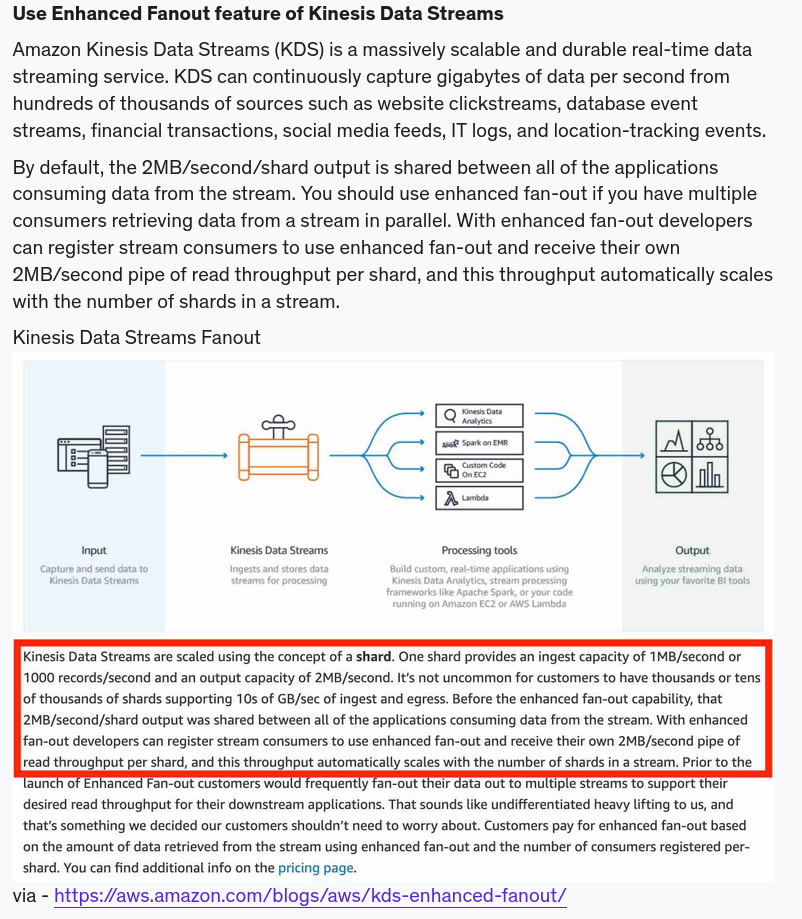 Use Enhanced Fanout feature of Kinesis Data Streams
Amazon Kinesis Data Streams (KDS) is a massively scalable and durable real-time data
streaming service. KDS can continuously capture gigabytes of data per second from
hundreds of thousands of sources such as website clickstreams, database event
streams, financial transactions, social media feeds, IT logs, and location-tracking events.
By default, the 2MB/second/shard output is shared between all of the applications
consuming data from the stream. You should use enhanced fan-out if you have multiple
consumers retrieving data from a stream in parallel. With enhanced fan-out developers
can register stream consumers to use enhanced fan-out and receive their own
2MB/second pipe of read throughput per shard, and this throughput automatically scales
with the number of shards in a stream.
Kinesis Data Streams Fanout
Kinesis Data
Analytics
Spark on EMR
Custom Code
On EC2
Lambda
Input
Capture and send data to
Kinesis Data Streams
Kinesis Data Streams
Ingests and stores data
streams for processing
Processing tools
Build custom, real-time applications using
Kinesis Data Analytics, stream processing
frameworks like Apache Spark, or your code
running on Amazon EC2 or AWS Lambda
Output
Analyze streaming data
using your favorite BI tools
Kinesis Data Streams are scaled using the concept of a shard. One shard provides an ingest capacity of 1MB/second or
1000 records/second and an output capacity of 2MB/second. It's not uncommon for customers to have thousands or tens
of thousands of shards supporting 10s of GB/sec of ingest and egress. Before the enhanced fan-out capability, that
2MB/second/shard output was shared between all of the applications consuming data from the stream. With enhanced
fan-out developers can register stream consumers to use enhanced fan-out and receive their own 2MB/second pipe of
read throughput per shard, and this throughput automatically scales with the number of shards in a stream. Prior to the
launch of Enhanced Fan-out customers would frequently fan-out their data out to multiple streams to support their
desired read throughput for their downstream applications. That sounds like undifferentiated heavy lifting to us, and
that's something we decided our customers shouldn't need to worry about. Customers pay for enhanced fan-out based
on the amount of data retrieved from the stream using enhanced fan-out and the number of consumers registered per-
shard. You can find additional info on the pricing page.
via - https://aws.amazon.com/blogs/aws/kds-enhanced-fanout/